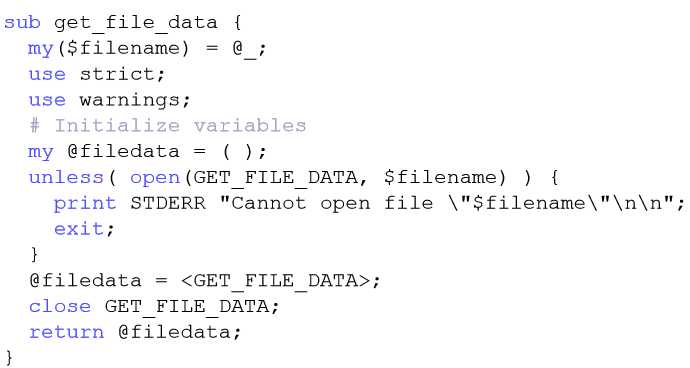 sub get_file_data {
  my($filename) = @_;
  use strict;
  use warnings;
  # Initialize variables
  my @filedata = ( );
  unless( open(GET_FILE_DATA, $filename) ) {
    print STDERR "Cannot open file \"$filename\"\n\n";
    exit;
  }
  @filedata = <GET_FILE_DATA>;
  close GET_FILE_DATA;
  return @filedata;
}